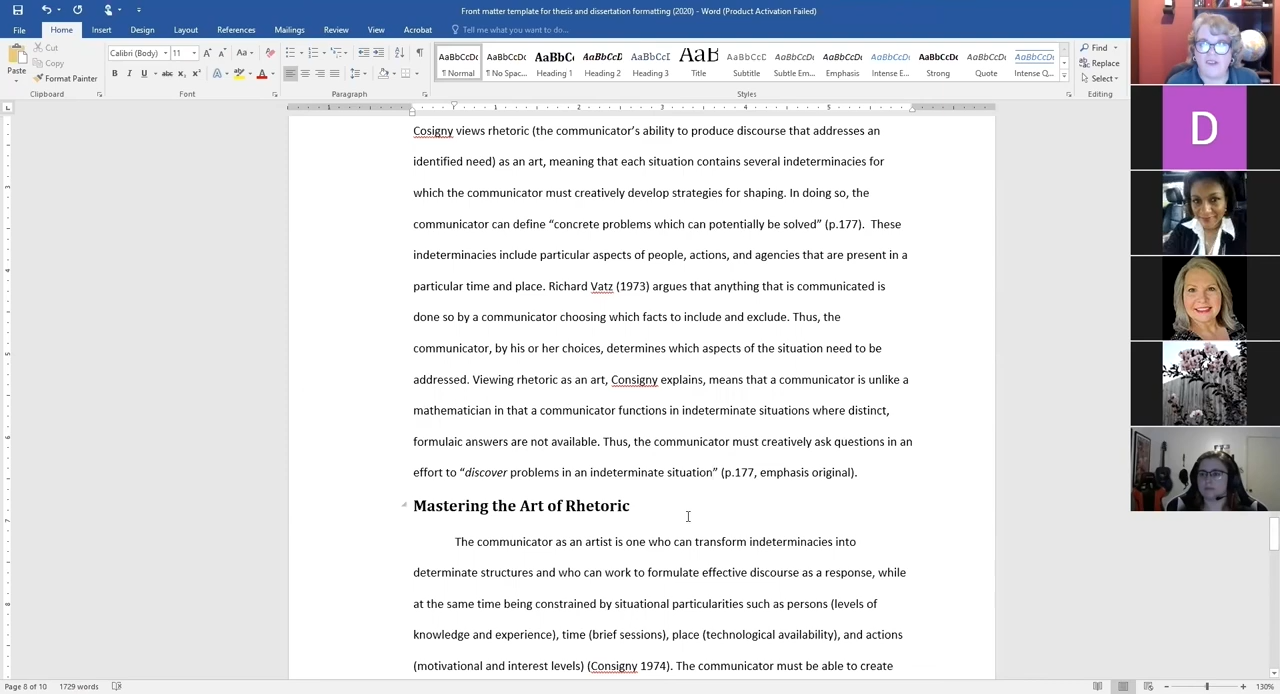 Front matter template for thesis and dissertation formatting (2020) - Word (Product Activation Failed)
File Home Insert Design Layout References Mailings Review View Acrobat Tell me what you want to do...
Cut
Copy
Format Painter
Paste
Clipboard
Calibri (Body) 11
Font
Paragraph
AaBbCcDc AaBbCcDc AaBbC AaBbCcD AaBbCcDc AaB AaBbCcD AaBbCcDc AaBbCcDc AaBbCcDc AaBbCcDc AaBbCcDc AaBbCcDc
¶ Normal ¶ No Spac... Heading 1 Heading 2 Heading 3 Title Subtitle Subtle Em... Emphasis Intense E... Strong Quote Intense Q...
Styles
Find
Replace
Select
Editing
D
Cosigny views rhetoric (the communicator's ability to produce discourse that addresses an
identified need) as an art, meaning that each situation contains several indeterminacies for
which the communicator must creatively develop strategies for shaping. In doing so, the
communicator can define “concrete problems which can potentially be solved” (p.177).  These
indeterminacies include particular aspects of people, actions, and agencies that are present in a
particular time and place. Richard Vatz (1973) argues that anything that is communicated is
done so by a communicator choosing which facts to include and exclude. Thus, the
communicator, by his or her choices, determines which aspects of the situation need to be
addressed. Viewing rhetoric as an art, Consigny explains, means that a communicator is unlike a
mathematician in that a communicator functions in indeterminate situations where distinct,
formulaic answers are not available. Thus, the communicator must creatively ask questions in an
effort to “discover problems in an indeterminate situation” (p.177, emphasis original).
Mastering the Art of Rhetoric
The communicator as an artist is one who can transform indeterminacies into
determinate structures and who can work to formulate effective discourse as a response, while
at the same time being constrained by situational particularities such as persons (levels of
knowledge and experience), time (brief sessions), place (technological availability), and actions
(motivational and interest levels) (Consigny 1974). The communicator must be able to create
Page 8 of 10 1729 words
130%